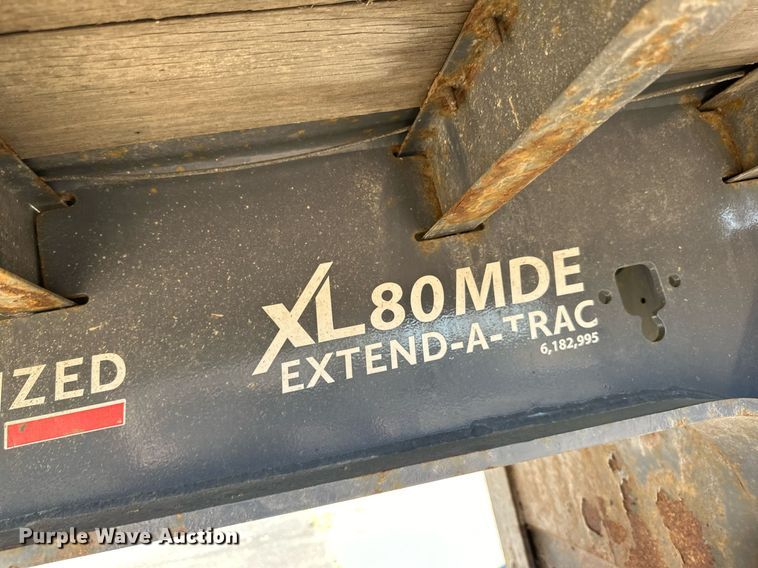 XL 80 MDE
EXTEND-A-TRAC
6,182,995
IZED
Purple Wave Auction